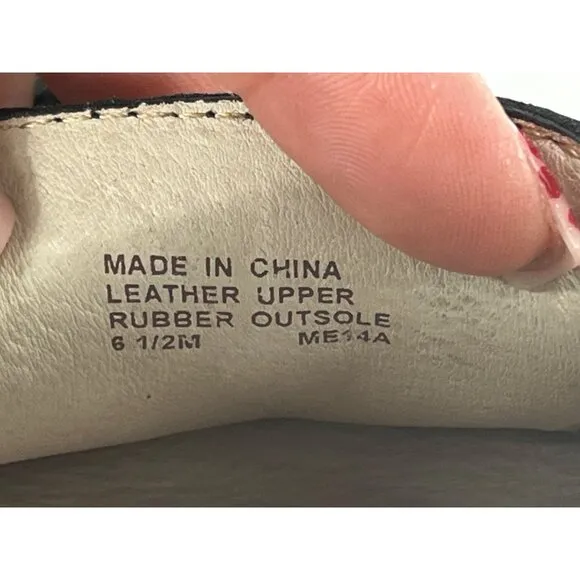 MADE IN CHINA
LEATHER UPPER
RUBBER OUTSOLE
6 1/2M ME14A